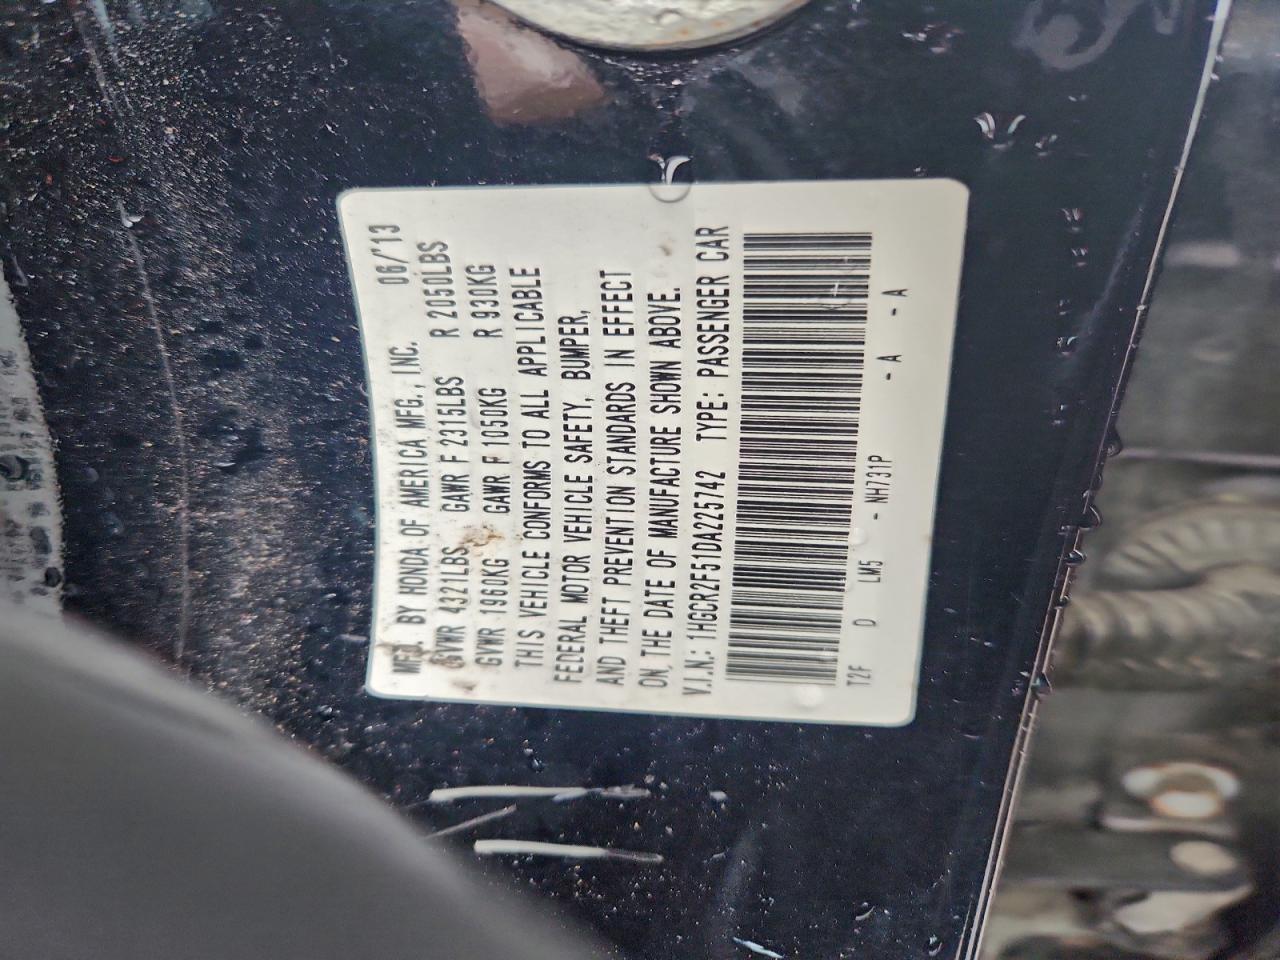 MFD. BY HONDA OF AMERICA MFG., INC. 06/'13
GVWR 4321LBS GAWR F 2315LBS R 2050LBS
GVWR 1960KG GAWR F 1050KG R 930KG
THIS VEHICLE CONFORMS TO ALL APPLICABLE
FEDERAL MOTOR VEHICLE SAFETY, BUMPER,
AND THEFT PREVENTION STANDARDS IN EFFECT
ON, THE DATE OF MANUFACTURE SHOWN ABOVE.
V.I.N.: 1HGCR2F51DA225742 TYPE: PASSENGER CAR
T2F D LM5 - NH731P - A - A